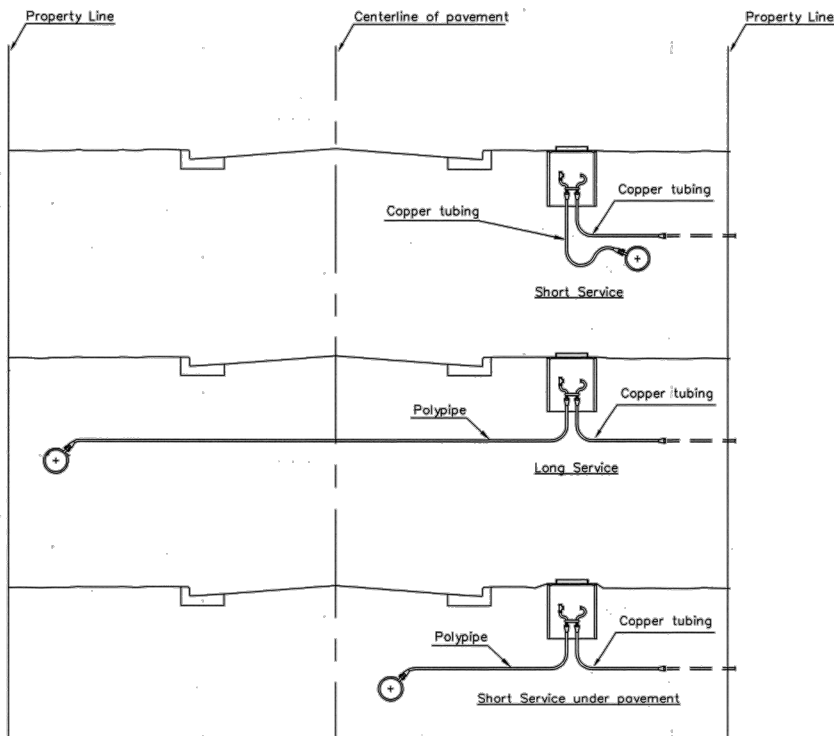 Property Line
Centerline of pavement
Property Line
Copper tubing
Copper tubing
Short Service
Copper tubing
Polypipe
Long Service
Copper tubing
Polypipe
Short Service under pavement